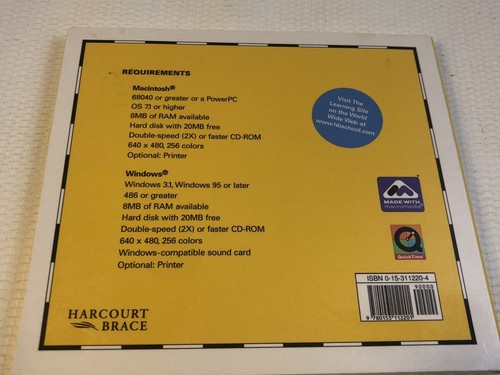 REQUIREMENTS
Macintosh®
68040 or greater or a PowerPC
OS 7.1 or higher
8MB of RAM available
Hard disk with 20MB free
Double-speed (2X) or faster CD-ROM
640 x 480, 256 colors
Optional: Printer
Windows®
Windows 3.1, Windows 95 or later
486 or greater
8MB of RAM available
Hard disk with 20MB free
Double-speed (2X) or faster CD-ROM
640 x 480, 256 colors
Windows-compatible sound card
Optional: Printer
Visit The
Learning Site
on the World
Wide Web at
www.hbschool.com
MADE WITH
macromedia®
QuickTime
ISBN 0-15-311220-4
90000
9 780153 112201
HARCOURT
BRACE